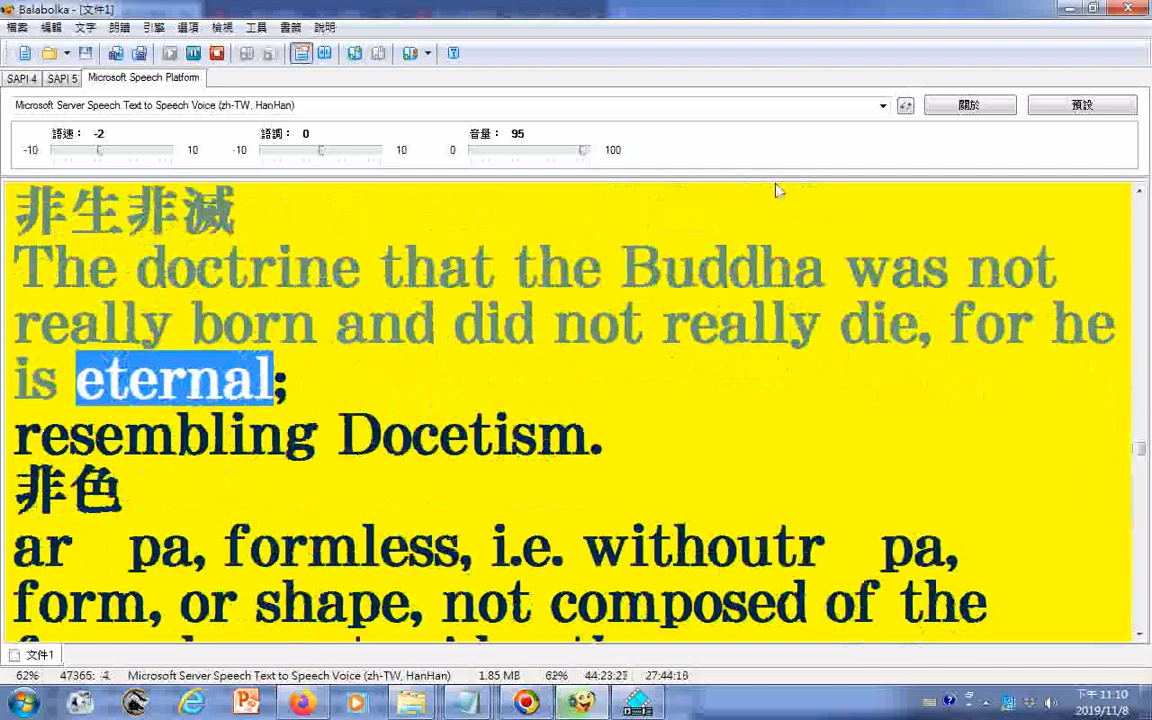 Balabolka - [文件1]
檔案 編輯 文字 朗讀 引擎 選項 檢視 工具 書籤 說明
SAPI 4 SAPI 5 Microsoft Speech Platform
Microsoft Server Speech Text to Speech Voice (zh-TW, HanHan) 關於 預設
語速： -2 語調： 0 音量： 95
-10 10 -10 10 0 100
非生非滅
The doctrine that the Buddha was not
really born and did not really die, for he
is eternal;
resembling Docetism.
非色
ar pa, formless, i.e. withoutr pa,
form, or shape, not composed of the
文件1
62% 47365: 4 Microsoft Server Speech Text to Speech Voice (zh-TW, HanHan) 1.85 MB 62% 44:23:27 27:44:18
下午 11:10
2019/11/8